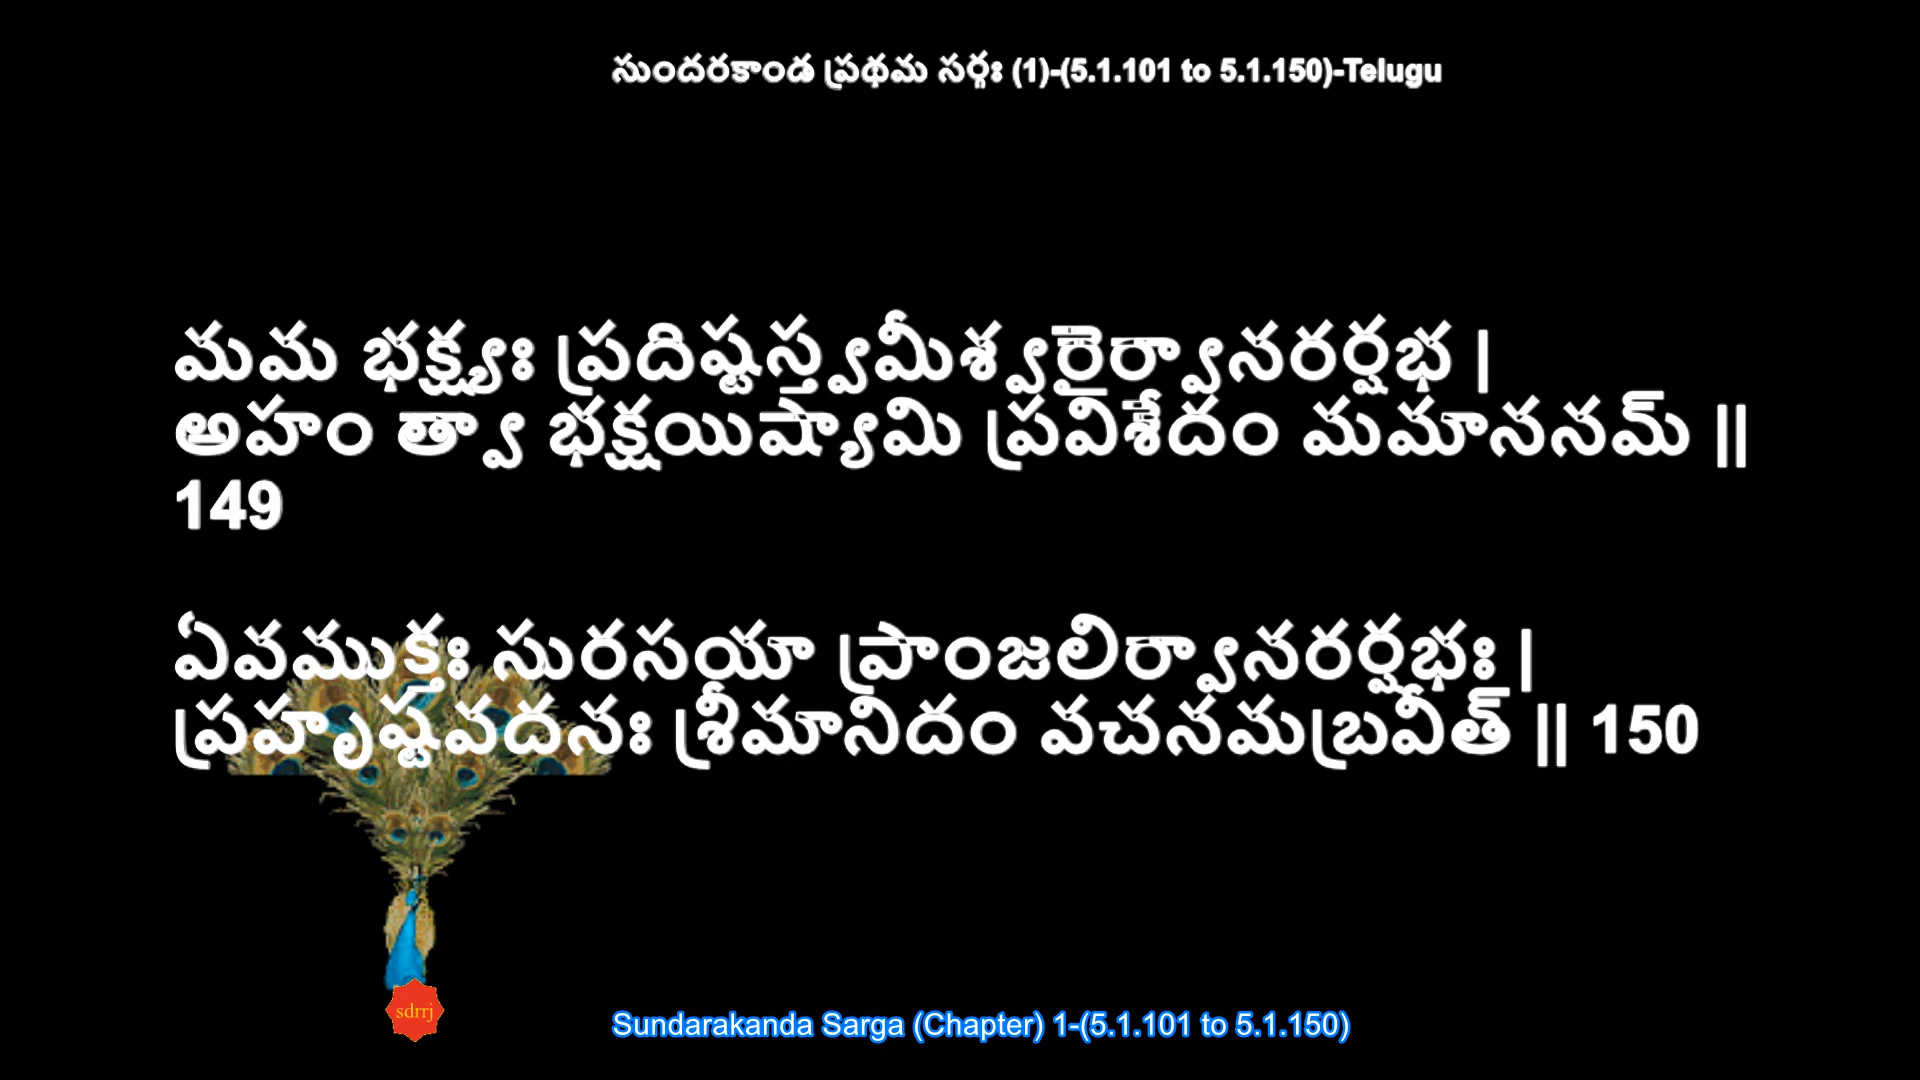 సుందరకాండ ప్రథమ సర్గః (1)-(5.1.101 to 5.1.150)-Telugu
మమ భక్ష్యః ప్రదిష్టస్త్వమీశ్వరైర్వానరర్షభ |
అహం త్వా భక్షయిష్యామి ప్రవిశేదం మమాననమ్ ||
149
ఏవముక్తః సురసయా ప్రాంజలిర్వానరర్షభః |
ప్రహృష్టవదనః శ్రీమానిదం వచనమబ్రవీత్ || 150
sdrrj
Sundarakanda Sarga (Chapter) 1-(5.1.101 to 5.1.150)